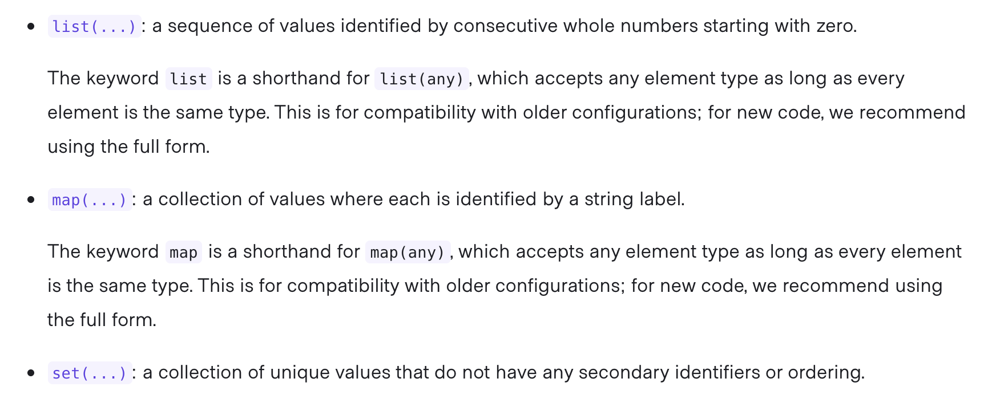 • list(...): a sequence of values identified by consecutive whole numbers starting with zero.
The keyword list is a shorthand for list(any), which accepts any element type as long as every
element is the same type. This is for compatibility with older configurations; for new code, we recommend
using the full form.
• map(...): a collection of values where each is identified by a string label.
The keyword map is a shorthand for map(any), which accepts any element type as long as every element
is the same type. This is for compatibility with older configurations; for new code, we recommend using
the full form.
• set(...): a collection of unique values that do not have any secondary identifiers or ordering.